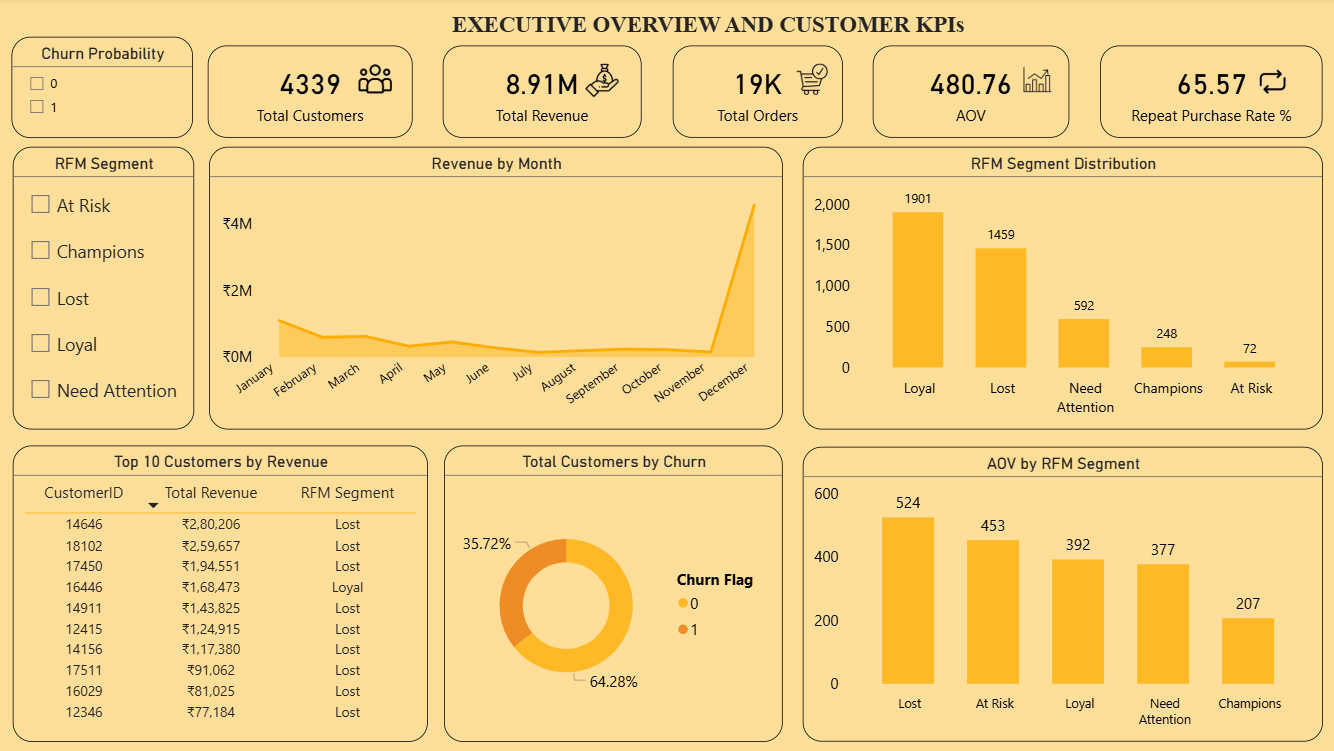 EXECUTIVE OVERVIEW AND CUSTOMER KPIs
Churn Probability
0
1
4339
Total Customers
8.91M
Total Revenue
19K
Total Orders
480.76
AOV
65.57
Repeat Purchase Rate %
RFM Segment
At Risk
Champions
Lost
Loyal
Need Attention
Revenue by Month
₹4M
₹2M
₹0M
January
February
March
April
May
June
July
August
September
October
November
December
RFM Segment Distribution
2,000
1,500
1,000
500
0
1901
1459
592
248
72
Loyal
Lost
Need
Attention
Champions
At Risk
Top 10 Customers by Revenue
CustomerID Total Revenue RFM Segment
14646 ₹2,80,206 Lost
18102 ₹2,59,657 Lost
17450 ₹1,94,551 Lost
16446 ₹1,68,473 Loyal
14911 ₹1,43,825 Lost
12415 ₹1,24,915 Lost
14156 ₹1,17,380 Lost
17511 ₹91,062 Lost
16029 ₹81,025 Lost
12346 ₹77,184 Lost
Total Customers by Churn
35.72%
64.28%
Churn Flag
0
1
AOV by RFM Segment
600
400
200
0
524
453
392
377
207
Lost
At Risk
Loyal
Need
Attention
Champions